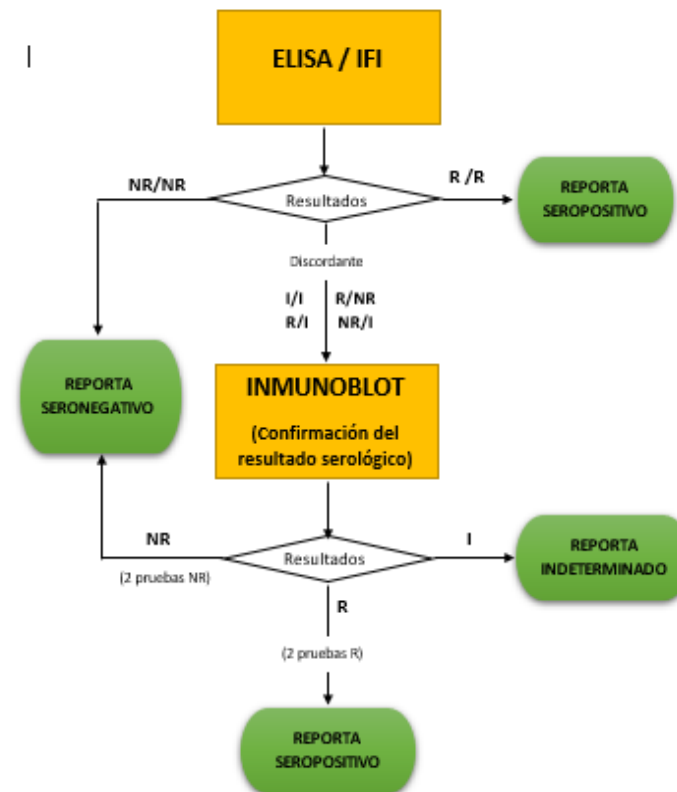 ELISA / IFI
NR/NR
Resultados
R /R
REPORTA
SEROPOSITIVO
Discordante
I/I R/NR
R/I NR/I
REPORTA
SERONEGATIVO
INMUNOBLOT
(Confirmación del
resultado serológico)
NR
(2 pruebas NR)
Resultados
I
REPORTA
INDETERMINADO
R
(2 pruebas R)
REPORTA
SEROPOSITIVO